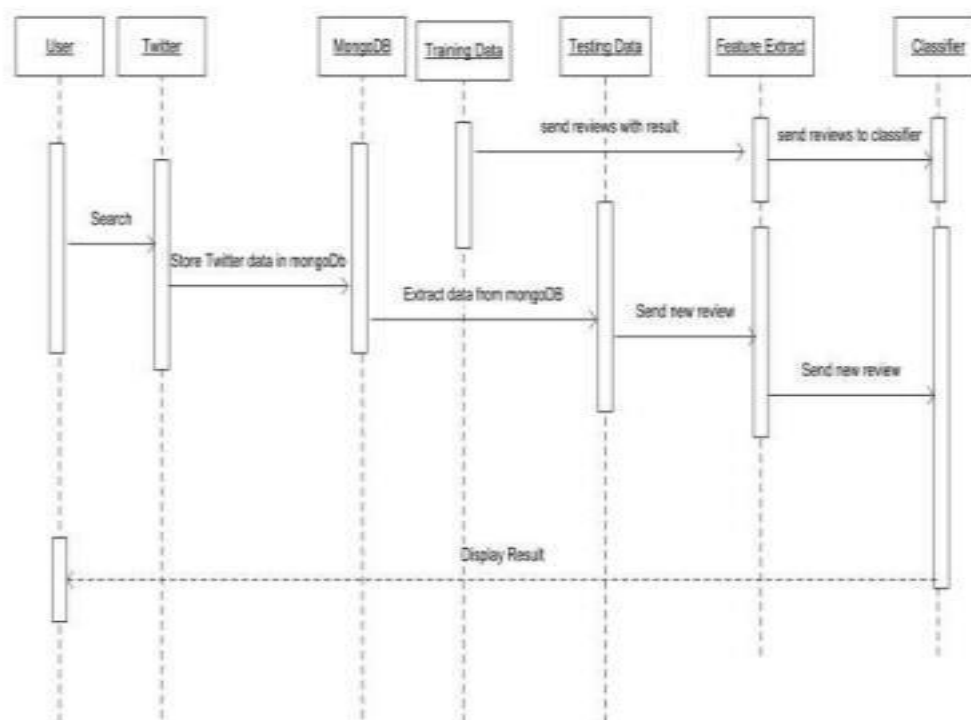 User
Twitter
MongoDB
Training Data
Testing Data
Feature Extract
Classifier
send reviews with result
send reviews to classifier
Search
Store Twitter data in mongoDb
Extract data from mongoDB
Send new review
Send new review
Display Result